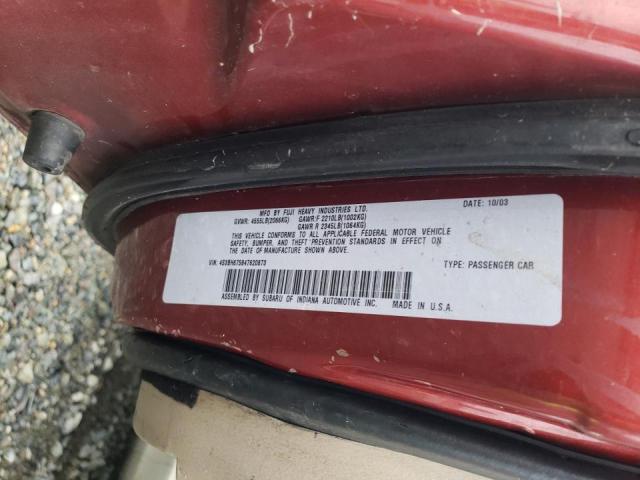 MFD BY FUJI HEAVY INDUSTRIES LTD. DATE: 10/03
GVWR: 4555LB(2066KG) GAWR:F 2210LB(1002KG)
GAWR R 2345LB(1064KG)
THIS VEHICLE CONFORMS TO ALL APPLICABLE FEDERAL MOTOR VEHICLE
SAFETY, BUMPER, AND THEFT PREVENTION STANDARDS IN EFFECT ON
THE DATE OF MANUFACTURE SHOWN ABOVE.
VIN: 4S3BH675847620873 TYPE: PASSENGER CAR
ASSEMBLED BY SUBARU OF INDIANA AUTOMOTIVE INC. MADE IN U.S.A.